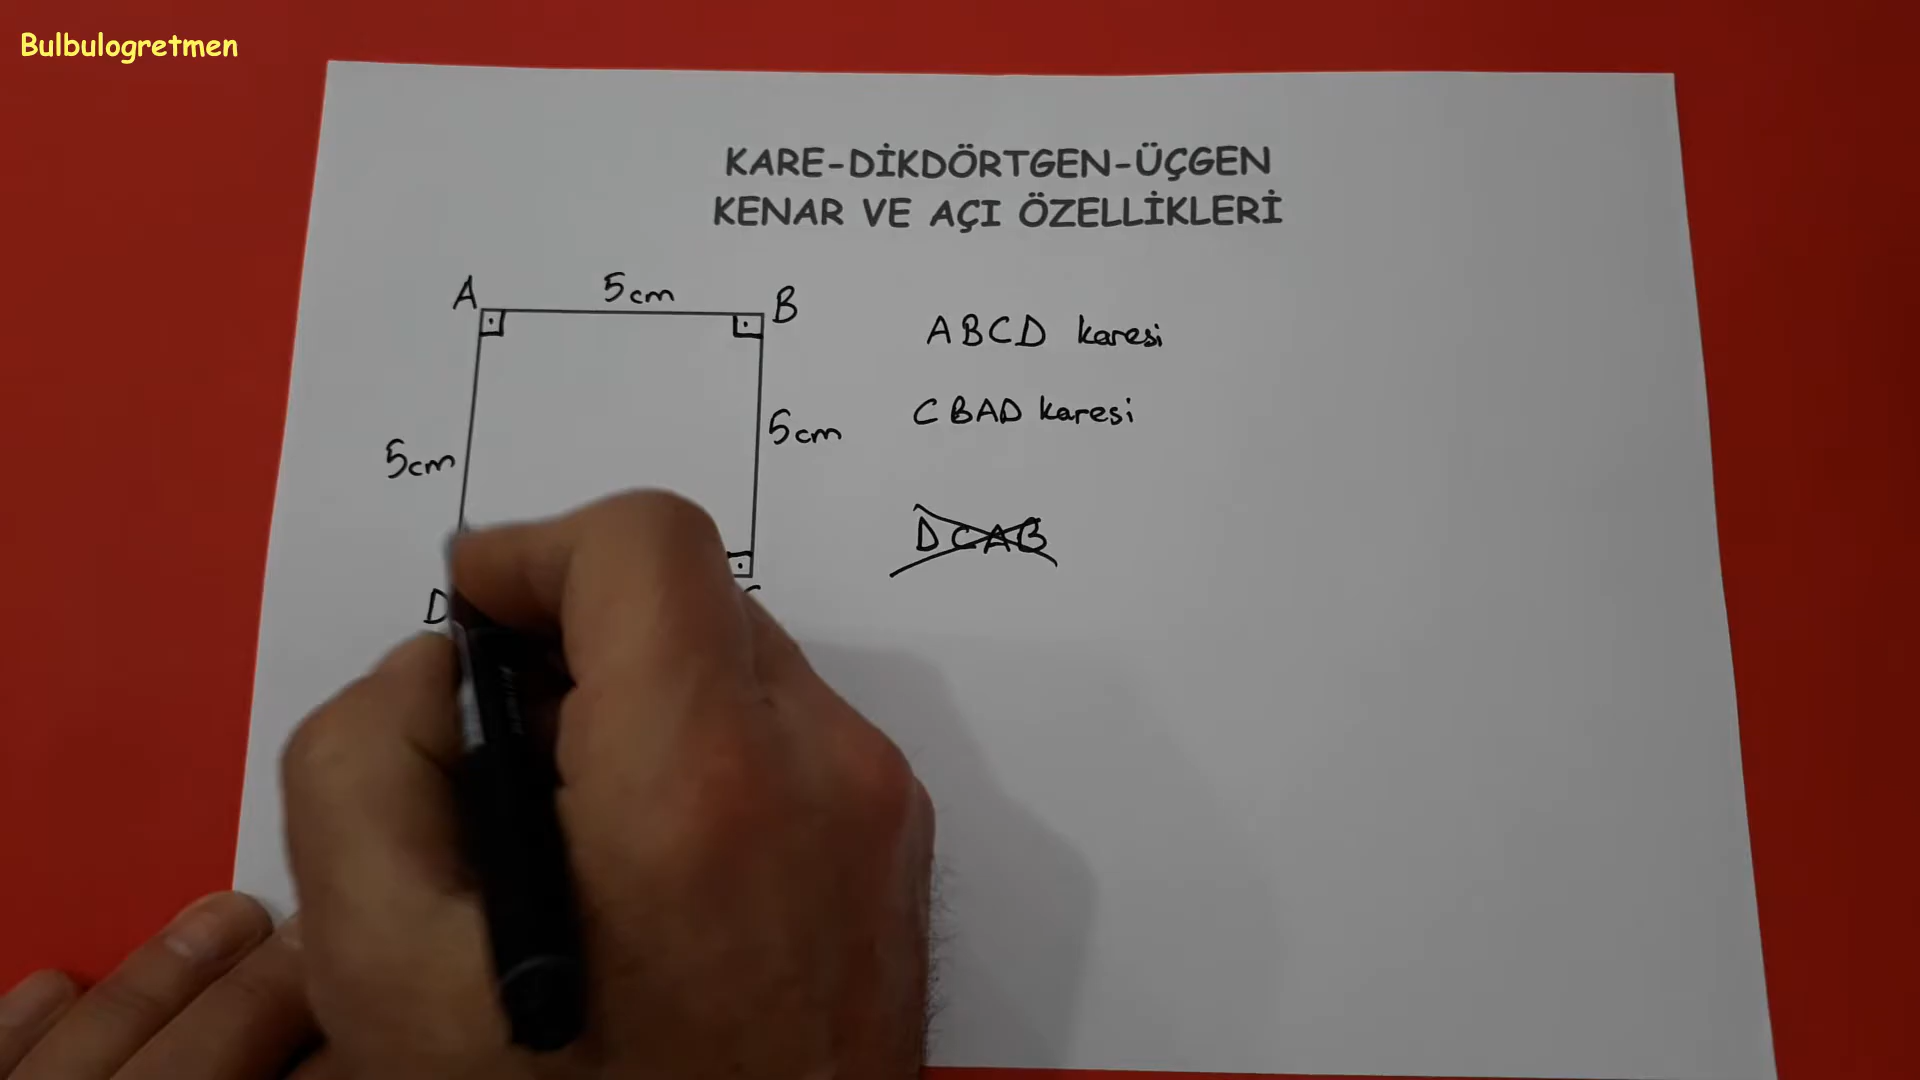 Bulbulogretmen
KARE-DİKDÖRTGEN-ÜÇGEN
KENAR VE AÇI ÖZELLİKLERİ
A 5cm B
ABCD karesi
CBAD karesi
5cm
5cm
DCAB
D